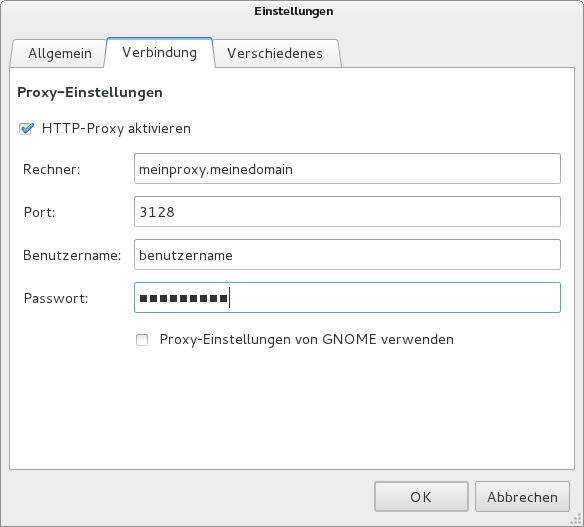 Einstellungen
Allgemein Verbindung Verschiedenes
Proxy-Einstellungen
HTTP-Proxy aktivieren
Rechner: meinproxy.meinedomain
Port: 3128
Benutzername: benutzername
Passwort: ▪▪▪▪▪▪▪▪▪
Proxy-Einstellungen von GNOME verwenden
OK Abbrechen